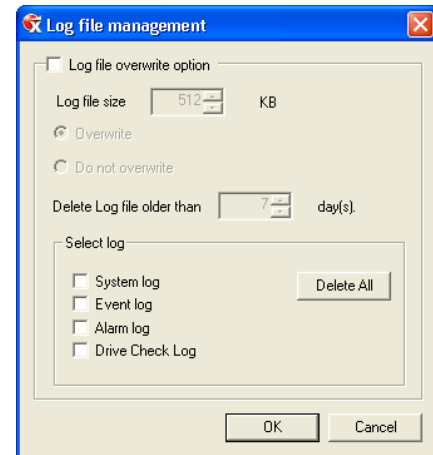 Log file management
Log file overwrite option
Log file size 512 KB
Overwrite
Do not overwrite
Delete Log file older than 7 day(s).
Select log
System log
Delete All
Event log
Alarm log
Drive Check Log
OK Cancel